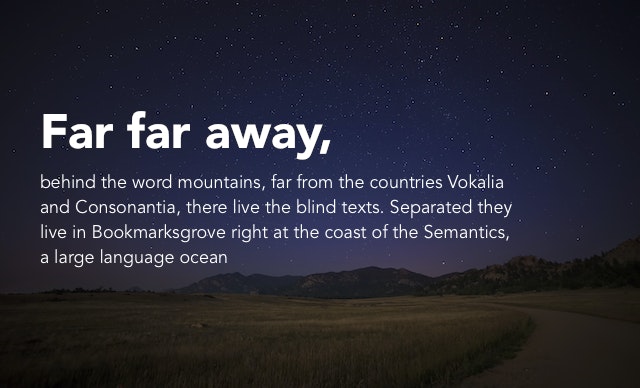 Far far away,
behind the word mountains, far from the countries Vokalia
and Consonantia, there live the blind texts. Separated they
live in Bookmarksgrove right at the coast of the Semantics,
a large language ocean